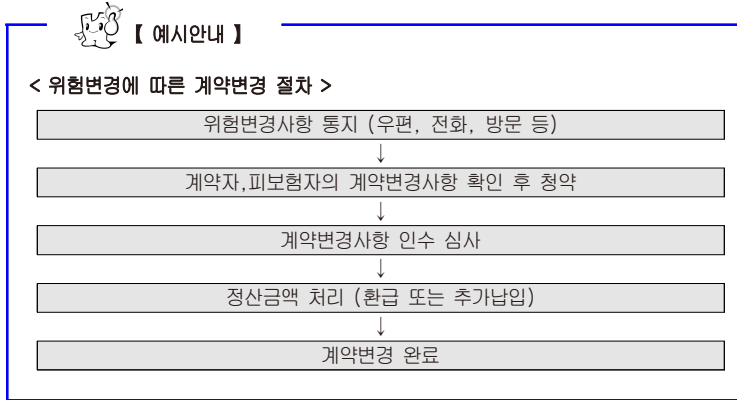 【 예시안내 】
< 위험변경에 따른 계약변경 절차 >
위험변경사항 통지 (우편, 전화, 방문 등)
↓
계약자,피보험자의 계약변경사항 확인 후 청약
↓
계약변경사항 인수 심사
↓
정산금액 처리 (환급 또는 추가납입)
↓
계약변경 완료